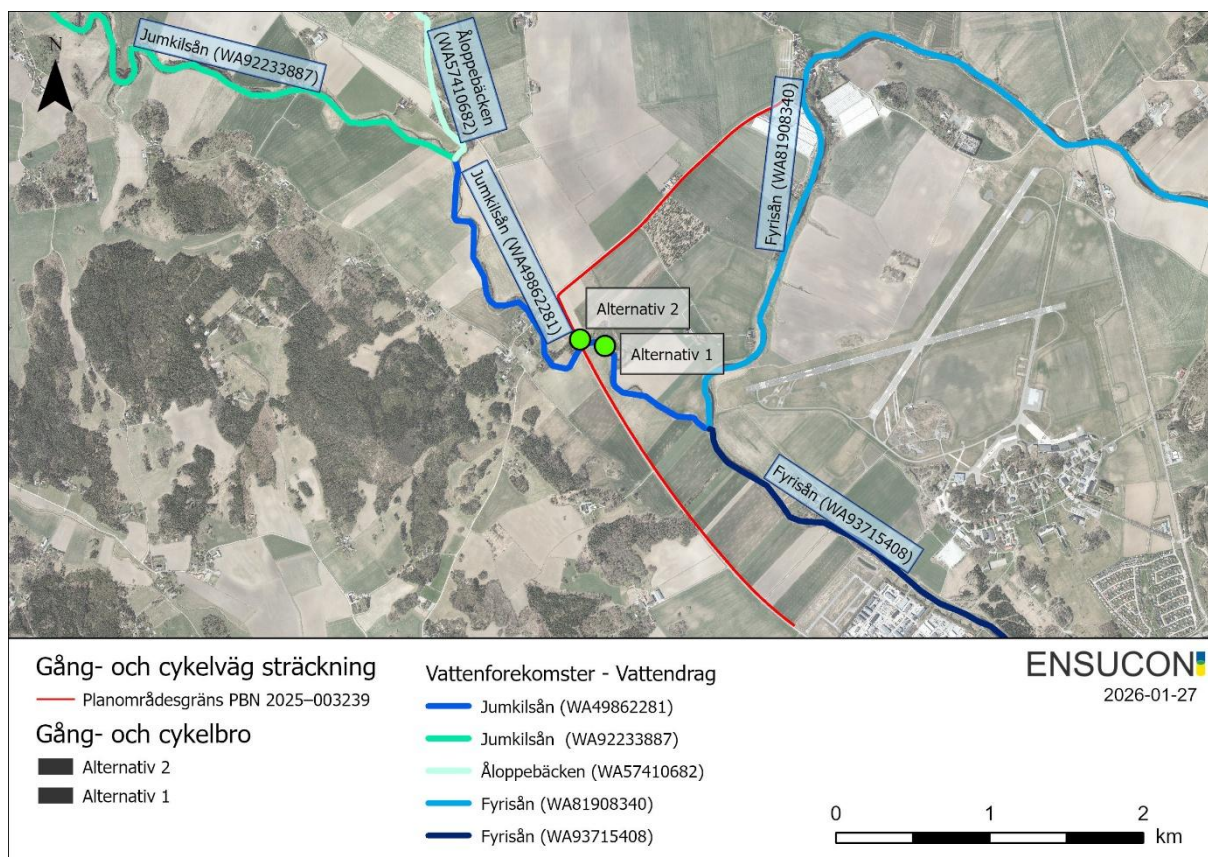 N
Jumkilsån (WA92233887)
Åloppebäcken
(WA57410682)
Jumkilsån (WA49862281)
Fyrisån (WA81908340)
Alternativ 2
Alternativ 1
Fyrisån (WA93715408)
Gång- och cykelväg sträckning
Planområdesgräns PBN 2025–003239
Gång- och cykelbro
Alternativ 2
Alternativ 1
Vattenforekomster - Vattendrag
Jumkilsån (WA49862281)
Jumkilsån (WA92233887)
Åloppebäcken (WA57410682)
Fyrisån (WA81908340)
Fyrisån (WA93715408)
ENSUCON
2026-01-27
0 1 2
km